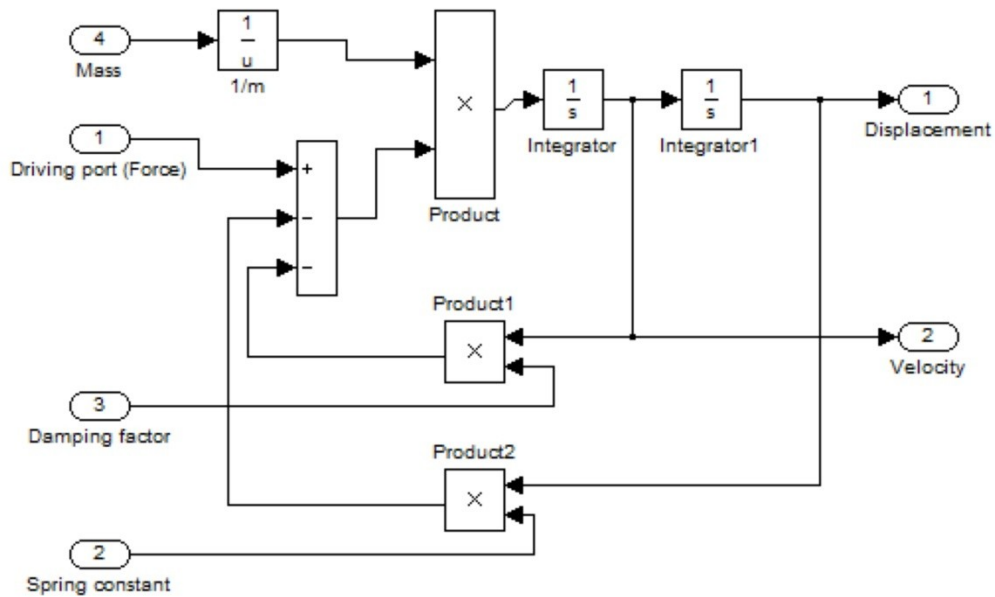 4
Mass
1
u
1/m
1
Driving port (Force)
+
−
−
×
Product
1
s
Integrator
1
s
Integrator1
1
Displacement
Product1
×
2
Velocity
3
Damping factor
Product2
×
2
Spring constant